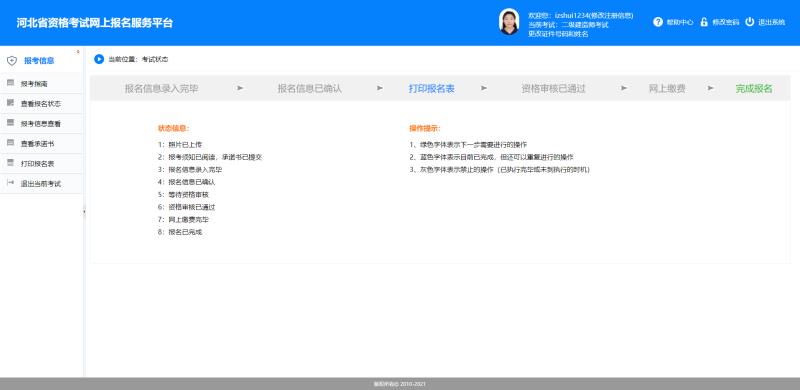 河北省资格考试网上报名服务平台
欢迎您：izshui1234(修改注册信息)
当前考试：二级建造师考试
更改证件号码和姓名
帮助中心 修改密码 退出系统
报考信息
当前位置：考试状态
报考指南
查看报名状态
报考信息查看
查看承诺书
打印报名表
退出当前考试
报名信息录入完毕 报名信息已确认 打印报名表 资格审核已通过 网上缴费 完成报名
状态信息：
1：照片已上传
2：报考须知已阅读，承诺书已提交
3：报名信息录入完毕
4：报名信息已确认
5：等待资格审核
6：资格审核已通过
7：网上缴费完毕
8：报名已完成
操作提示：
1、绿色字体表示下一步需要进行的操作
2、蓝色字体表示目前已完成，但还可以重复进行的操作
3、灰色字体表示禁止的操作（已执行完毕或未到执行的时机）
版权所有© 2010-2021